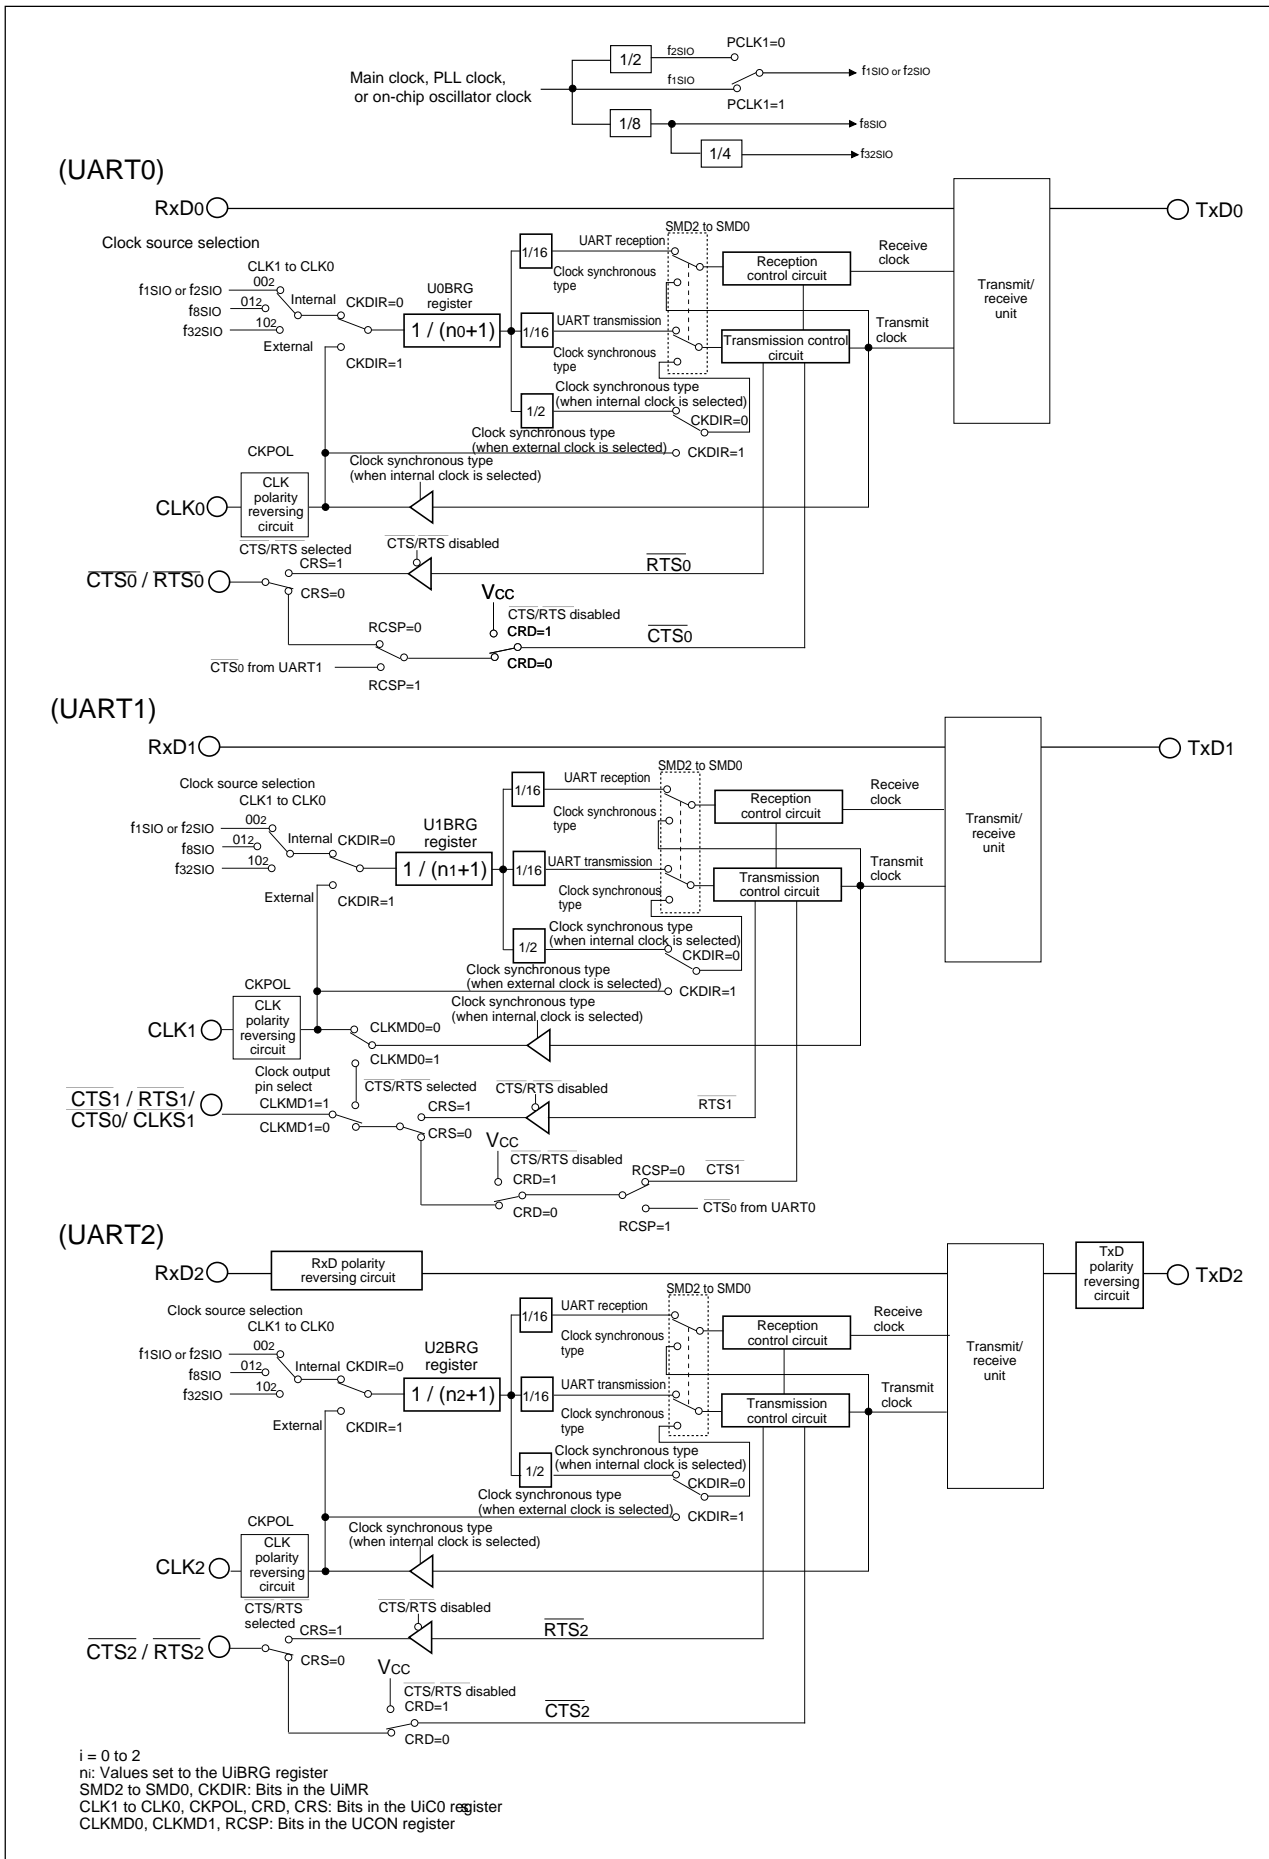 PCLK1=0
1/2
f2SIO
Main clock, PLL clock,
or on-chip oscillator clock
f1SIO
f1SIO or f2SIO
PCLK1=1
1/8
f8SIO
1/4
f32SIO
(UART0)
RxD0
TxD0
SMD2 to SMD0
Clock source selection
UART reception
1/16
Reception
control circuit
Receive
clock
Transmit/
receive
unit
CLK1 to CLK0
Clock synchronous
type
f1SIO or f2SIO
002
Internal
CKDIR=0
U0BRG
register
f8SIO
012
1 / (n0+1)
1/16
UART transmission
f32SIO
102
Transmission control
circuit
Transmit
clock
External
CKDIR=1
Clock synchronous
type
Clock synchronous type
(when internal clock is selected)
1/2
CKDIR=0
Clock synchronous type
(when external clock is selected)
CKDIR=1
CKPOL
Clock synchronous type
(when internal clock is selected)
CLK0
CLK
polarity
reversing
circuit
CTS/RTS selected
CTS/RTS disabled
CTS0 / RTS0
CRS=1
RTS0
CRS=0
VCC
CTS/RTS disabled
RCSP=0
CRD=1
CTS0
CTS0 from UART1
CRD=0
RCSP=1
(UART1)
RxD1
TxD1
SMD2 to SMD0
Clock source selection
UART reception
1/16
Reception
control circuit
Receive
clock
Transmit/
receive
unit
CLK1 to CLK0
Clock synchronous
type
f1SIO or f2SIO
002
Internal
CKDIR=0
U1BRG
register
f8SIO
012
1 / (n1+1)
1/16
UART transmission
f32SIO
102
Transmission
control circuit
Transmit
clock
External
CKDIR=1
Clock synchronous
type
Clock synchronous type
(when internal clock is selected)
1/2
CKDIR=0
Clock synchronous type
(when external clock is selected)
CKDIR=1
CKPOL
Clock synchronous type
(when internal clock is selected)
CLK1
CLK
polarity
reversing
circuit
CLKMD0=0
CLKMD0=1
Clock output
pin select
CTS/RTS selected
CTS/RTS disabled
CTS1 / RTS1/
CTS0/ CLKS1
CLKMD1=1
CLKMD1=0
CRS=1
RTS1
CRS=0
VCC
CTS/RTS disabled
CRD=1
RCSP=0
CTS1
CRD=0
CTS0 from UART0
RCSP=1
(UART2)
RxD2
RxD polarity
reversing circuit
TxD
polarity
reversing
circuit
TxD2
SMD2 to SMD0
Clock source selection
UART reception
1/16
Reception
control circuit
Receive
clock
Transmit/
receive
unit
CLK1 to CLK0
Clock synchronous
type
f1SIO or f2SIO
002
Internal
CKDIR=0
U2BRG
register
f8SIO
012
1 / (n2+1)
1/16
UART transmission
f32SIO
102
Transmission
control circuit
Transmit
clock
External
CKDIR=1
Clock synchronous
type
Clock synchronous type
(when internal clock is selected)
1/2
CKDIR=0
Clock synchronous type
(when external clock is selected)
CKDIR=1
CKPOL
Clock synchronous type
(when internal clock is selected)
CLK2
CLK
polarity
reversing
circuit
CTS/RTS
selected
CTS/RTS disabled
CTS2 / RTS2
CRS=1
RTS2
CRS=0
VCC
CTS/RTS disabled
CRD=1
CTS2
CRD=0
i = 0 to 2
ni: Values set to the UiBRG register
SMD2 to SMD0, CKDIR: Bits in the UiMR
CLK1 to CLK0, CKPOL, CRD, CRS: Bits in the UiC0 register
CLKMD0, CLKMD1, RCSP: Bits in the UCON register